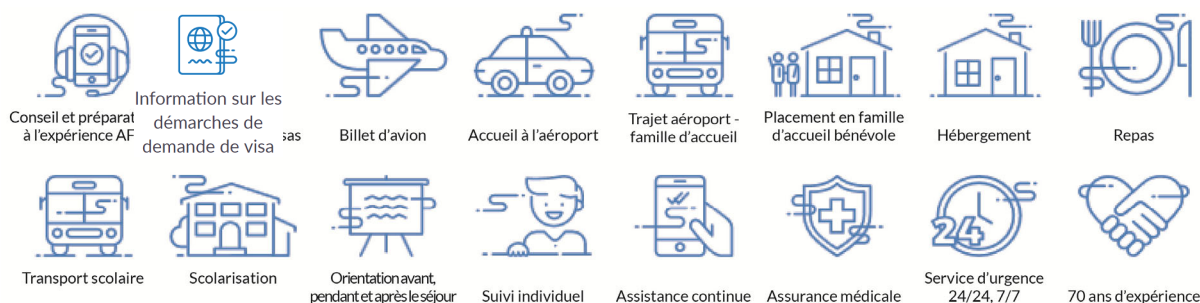 Conseil et préparat
à l'expérience AF
Information sur les
démarches de
demande de visa
sas
Billet d'avion
Accueil à l'aéroport
Trajet aéroport -
famille d'accueil
Placement en famille
d'accueil bénévole
Hébergement
Repas
Transport scolaire
Scolarisation
Orientation avant,
pendant et après le séjour
Suivi individuel
24
Assistance continue
Assurance médicale
Service d'urgence
24/24, 7/7
70 ans d'expérience